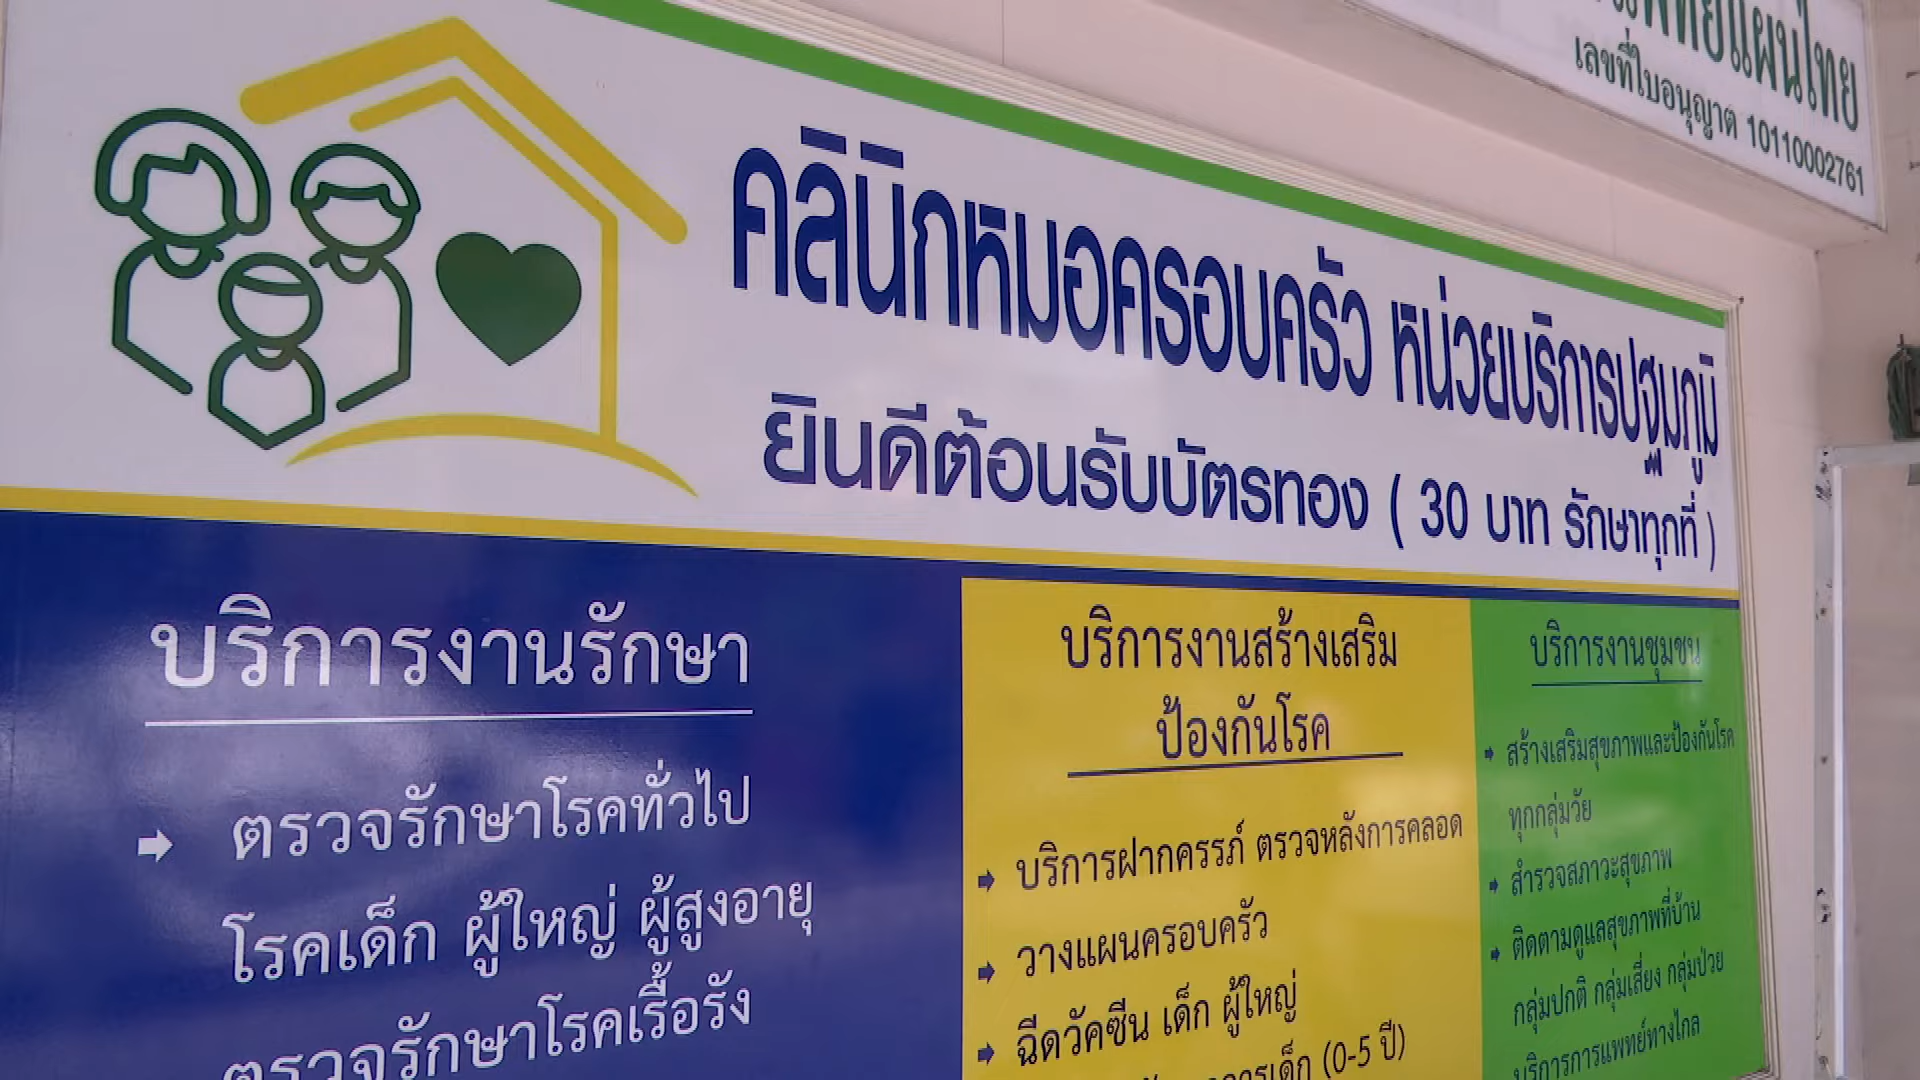 แพทย์แผนไทย
เลขที่ใบอนุญาต 10110002761
คลินิกหมอครอบครัว หน่วยบริการปฐมภูมิ
ยินดีต้อนรับบัตรทอง ( 30 บาท รักษาทุกที่ )
บริการงานรักษา
ตรวจรักษาโรคทั่วไป
โรคเด็ก ผู้ใหญ่ ผู้สูงอายุ
ตรวจรักษาโรคเรื้อรัง
บริการงานสร้างเสริม
ป้องกันโรค
บริการฝากครรภ์ ตรวจหลังการคลอด
วางแผนครอบครัว
ฉีดวัคซีน เด็ก ผู้ใหญ่
การเด็ก (0-5 ปี)
บริการงานชุมชน
สร้างเสริมสุขภาพและป้องกันโรค
ทุกกลุ่มวัย
สำรวจสภาวะสุขภาพ
ติดตามดูแลสุขภาพที่บ้าน
กลุ่มปกติ กลุ่มเสี่ยง กลุ่มป่วย
บริการการแพทย์ทางไกล